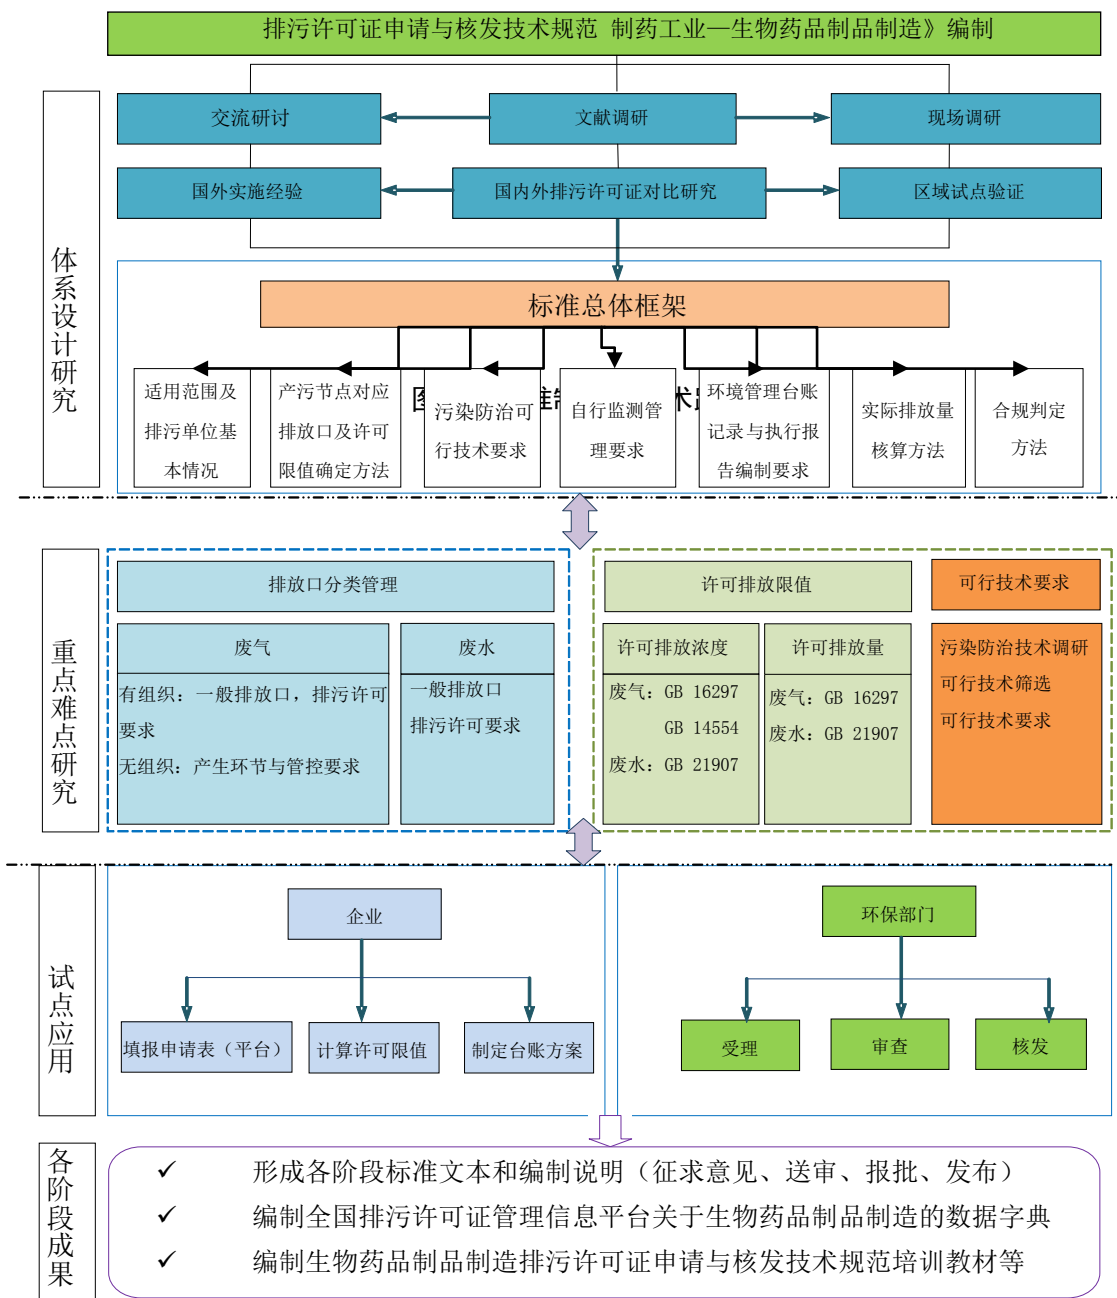 排污许可证申请与核发技术规范 制药工业—生物药品制品制造》编制
体系设计研究
交流研讨
文献调研
现场调研
国外实施经验
国内外排污许可证对比研究
区域试点验证
标准总体框架
适用范围及
排污单位基
本情况
产污节点对应
排放口及许可
限值确定方法
污染防治可
行技术要求
自行监测管
理要求
环境管理台账
记录与执行报
告编制要求
实际排放量
核算方法
合规判定
方法
重点难点研究
排放口分类管理
废气
有组织：一般排放口，排污许可
要求
无组织：产生环节与管控要求
废水
一般排放口
排污许可要求
许可排放限值
许可排放浓度
废气：GB 16297
GB 14554
废水：GB 21907
许可排放量
废气：GB 16297
废水：GB 21907
可行技术要求
污染防治技术调研
可行技术筛选
可行技术要求
试点应用
企业
填报申请表（平台）
计算许可限值
制定台账方案
环保部门
受理
审查
核发
各阶段成果
✓ 形成各阶段标准文本和编制说明（征求意见、送审、报批、发布）
✓ 编制全国排污许可证管理信息平台关于生物药品制品制造的数据字典
✓ 编制生物药品制品制造排污许可证申请与核发技术规范培训教材等